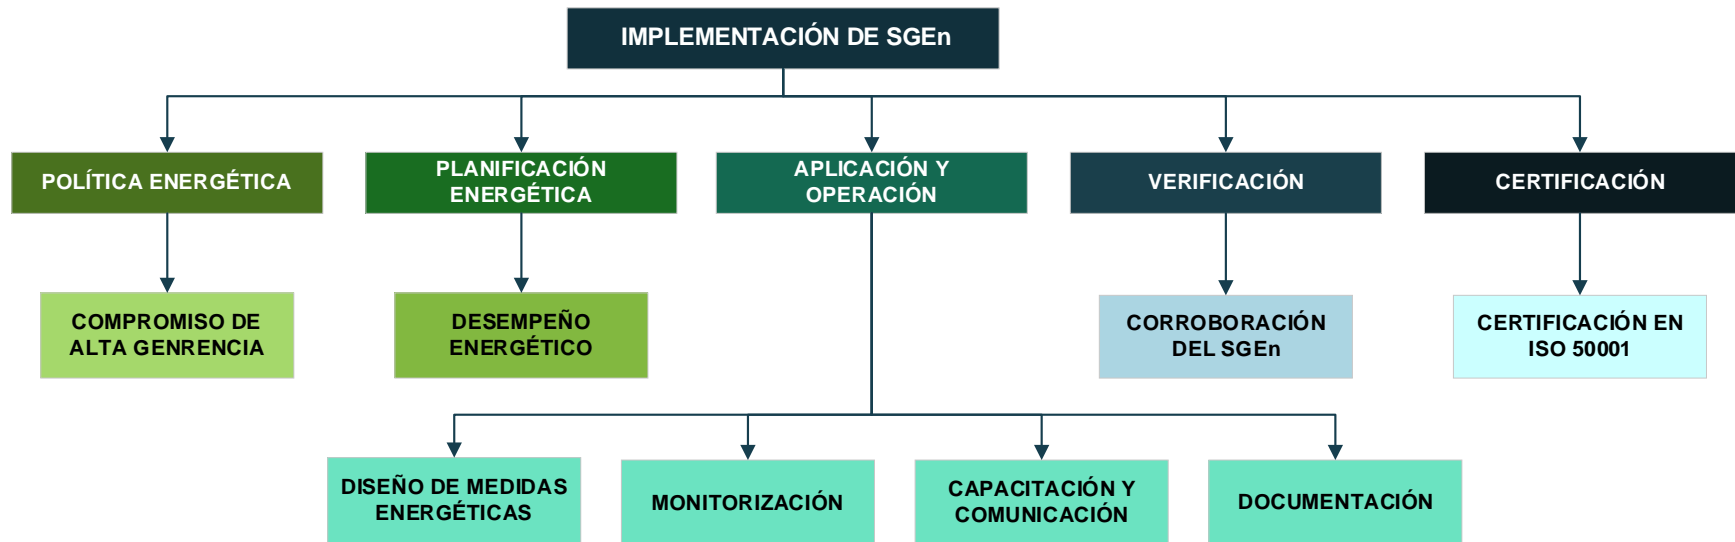 IMPLEMENTACIÓN DE SGEn
POLÍTICA ENERGÉTICA
PLANIFICACIÓN
ENERGÉTICA
APLICACIÓN Y
OPERACIÓN
VERIFICACIÓN
CERTIFICACIÓN
COMPROMISO DE
ALTA GENRENCIA
DESEMPEÑO
ENERGÉTICO
CORROBORACIÓN
DEL SGEn
CERTIFICACIÓN EN
ISO 50001
DISEÑO DE MEDIDAS
ENERGÉTICAS
MONITORIZACIÓN
CAPACITACIÓN Y
COMUNICACIÓN
DOCUMENTACIÓN